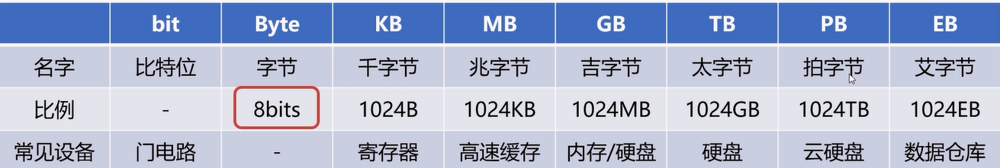 bit Byte KB MB GB TB PB EB
名字 比特位 字节 千字节 兆字节 吉字节 太字节 拍字节 艾字节
比例 - 8bits 1024B 1024KB 1024MB 1024GB 1024TB 1024EB
常见设备 门电路 - 寄存器 高速缓存 内存/硬盘 硬盘 云硬盘 数据仓库